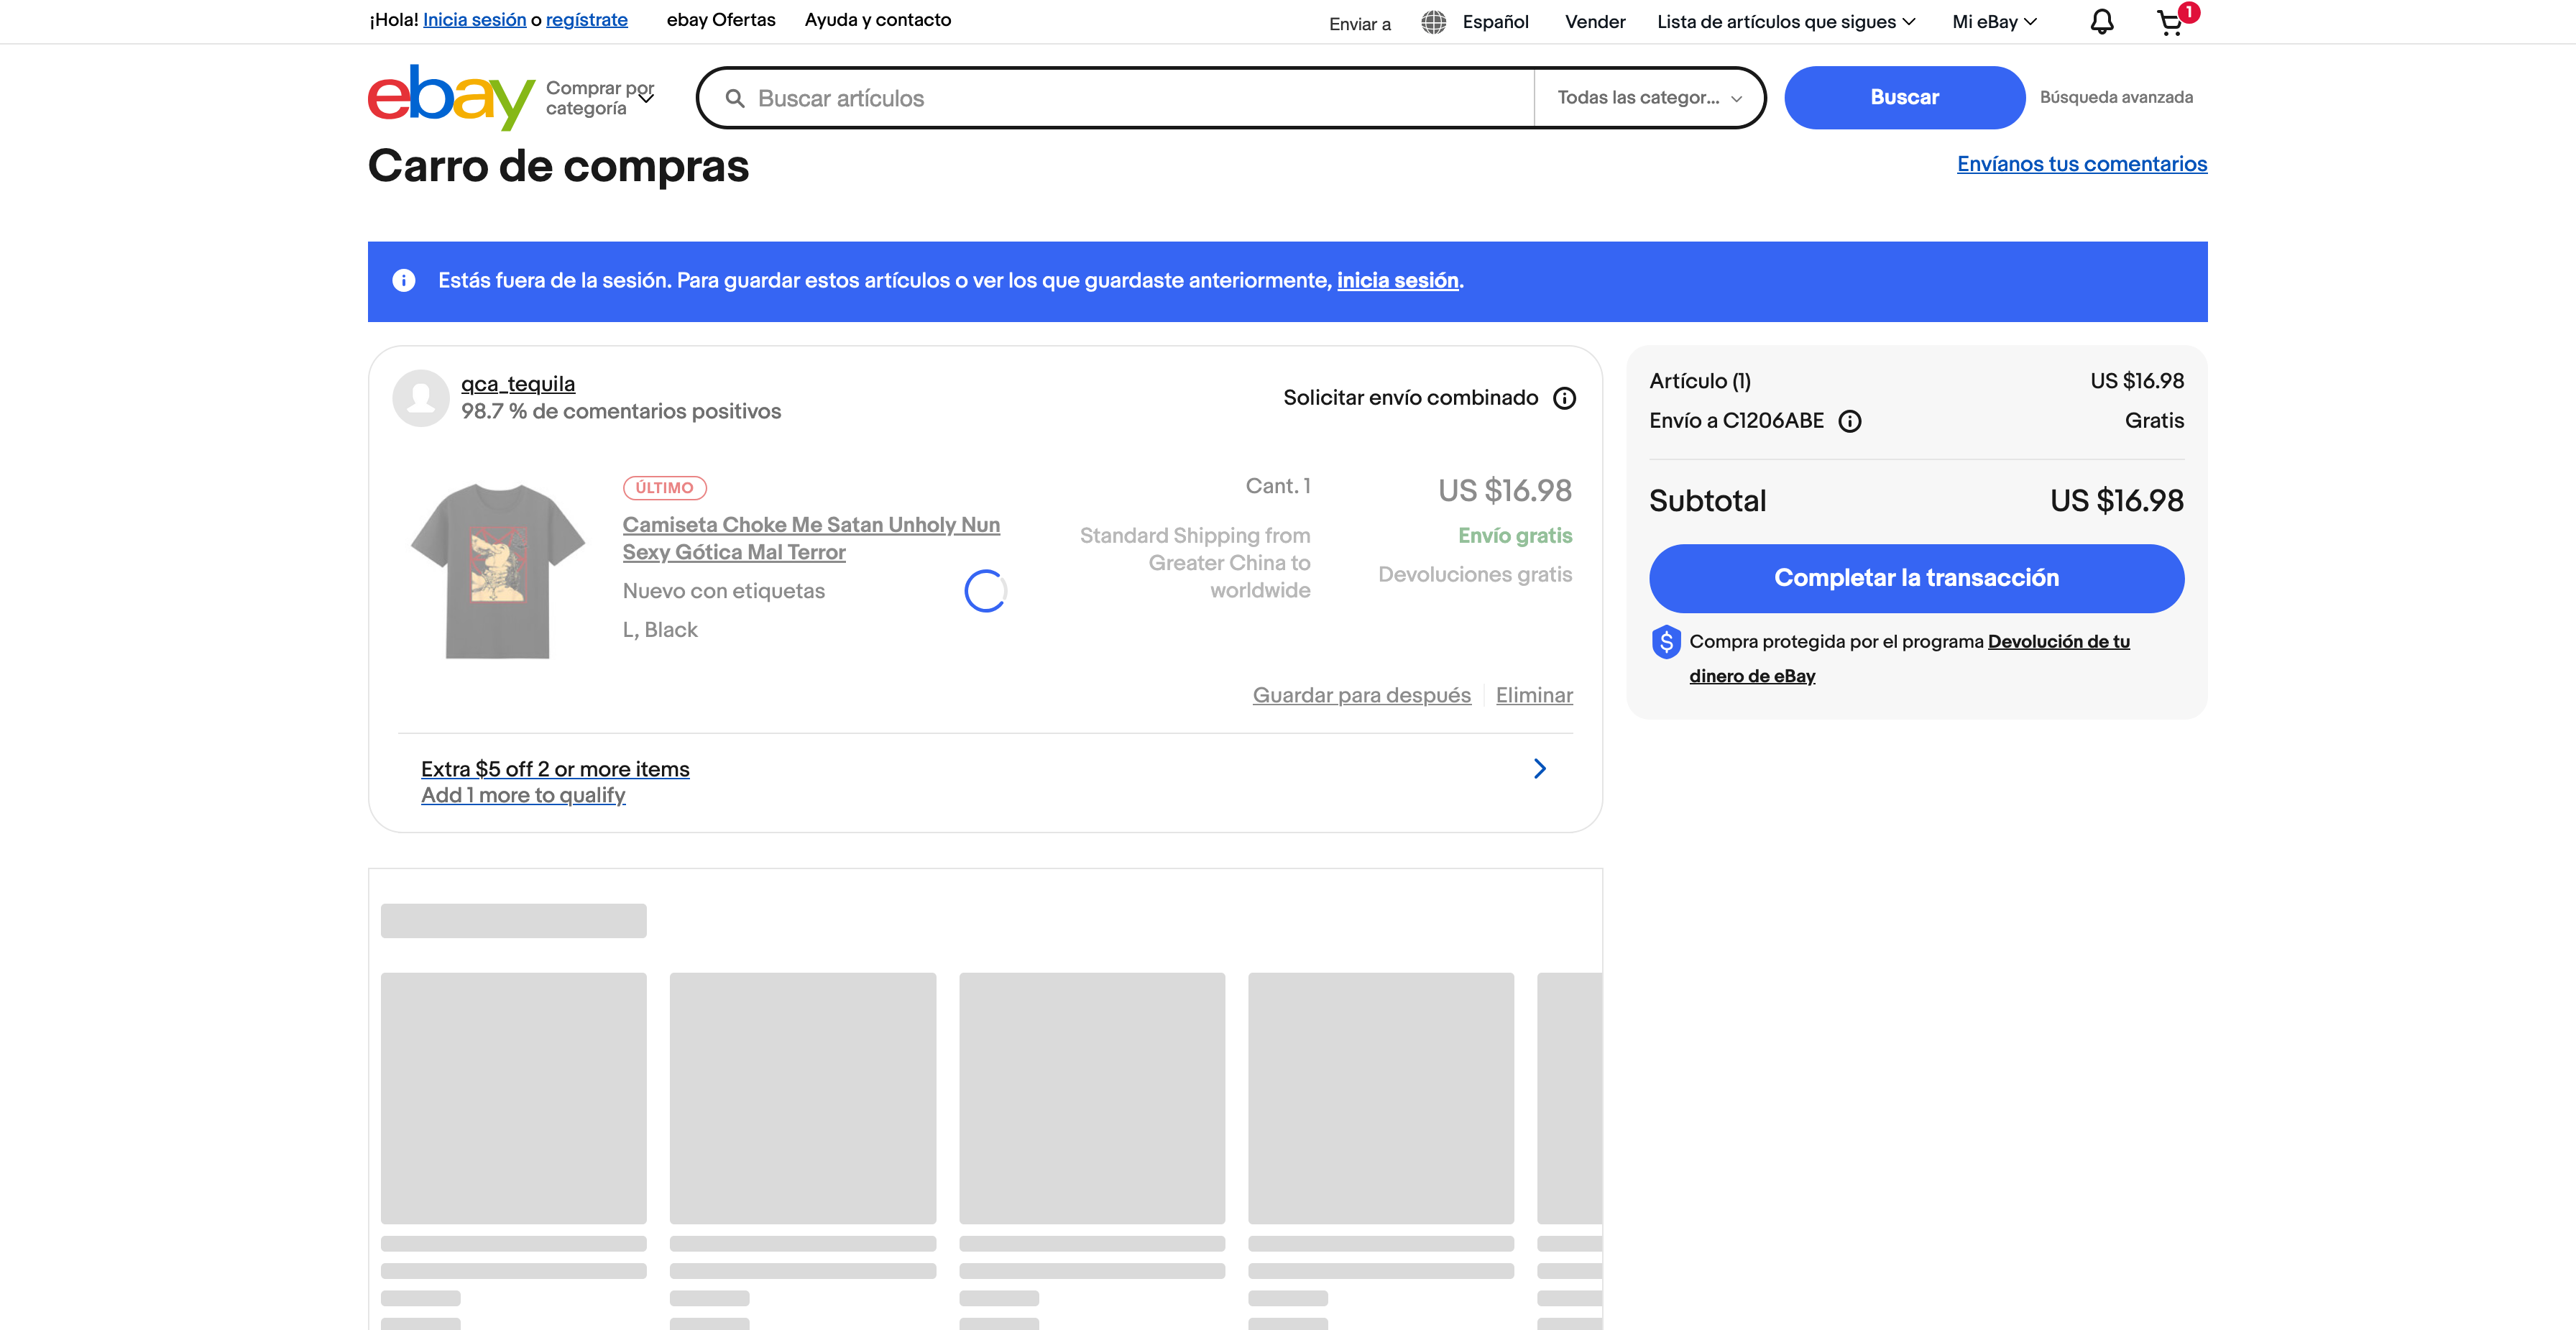 ¡Hola! Inicia sesión o regístrate
ebay Ofertas
Ayuda y contacto
Enviar a
Español
Vender
Lista de artículos que sigues
Mi eBay
1
ebay
Comprar por
categoría
Buscar artículos
Todas las categor...
Buscar
Búsqueda avanzada
Carro de compras
Envíanos tus comentarios
Estás fuera de la sesión. Para guardar estos artículos o ver los que guardaste anteriormente, inicia sesión.
qca_tequila
98.7 % de comentarios positivos
Solicitar envío combinado
ÚLTIMO
Camiseta Choke Me Satan Unholy Nun
Sexy Gótica Mal Terror
Nuevo con etiquetas
L, Black
Cant. 1
US $16.98
Standard Shipping from
Greater China to
worldwide
Envío gratis
Devoluciones gratis
Guardar para después
Eliminar
Extra $5 off 2 or more items
Add 1 more to qualify
Artículo (1)
US $16.98
Envío a C1206ABE
Gratis
Subtotal
US $16.98
Completar la transacción
Compra protegida por el programa Devolución de tu
dinero de eBay